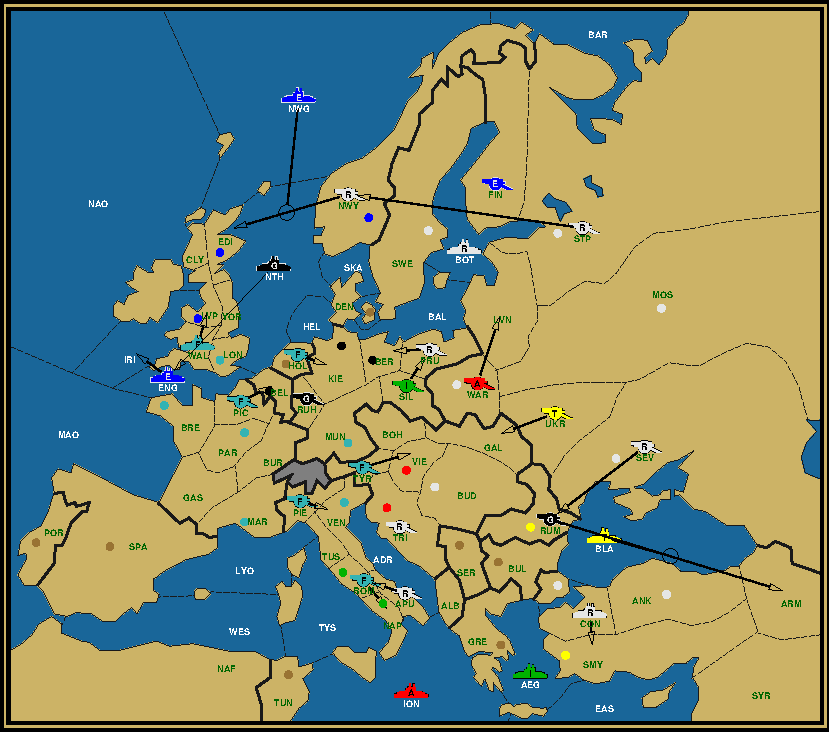 BAR
E
NWG
NAO
R
NWY
E
FIN
EDI
R
STP
R
BOT
CLY
G
NTH
SKA
SWE
MOS
DEN
LVP YOR
HEL
BAL
LVN
F
WAL
LON
IRI
F
HOL
BER
R
PRU
E
ENG
KIE
I
SIL
A
WAR
BEL
G
RUH
F
PIC
T
UKR
MAO
BRE
MUN
BOH
GAL
PAR
BUR
VIE
R
SEV
F
TYR
GAS
BUD
F
PIE
VEN
G
RUM
MAR
R
TRI
T
BLA
POR
SPA
TUS
ADR
LYO
SER
BUL
F
ROM
R
APU
NAP
ALB
ANK
ARM
R
CON
WES
TYS
GRE
NAF
SMY
I
AEG
TUN
A
ION
EAS
SYR